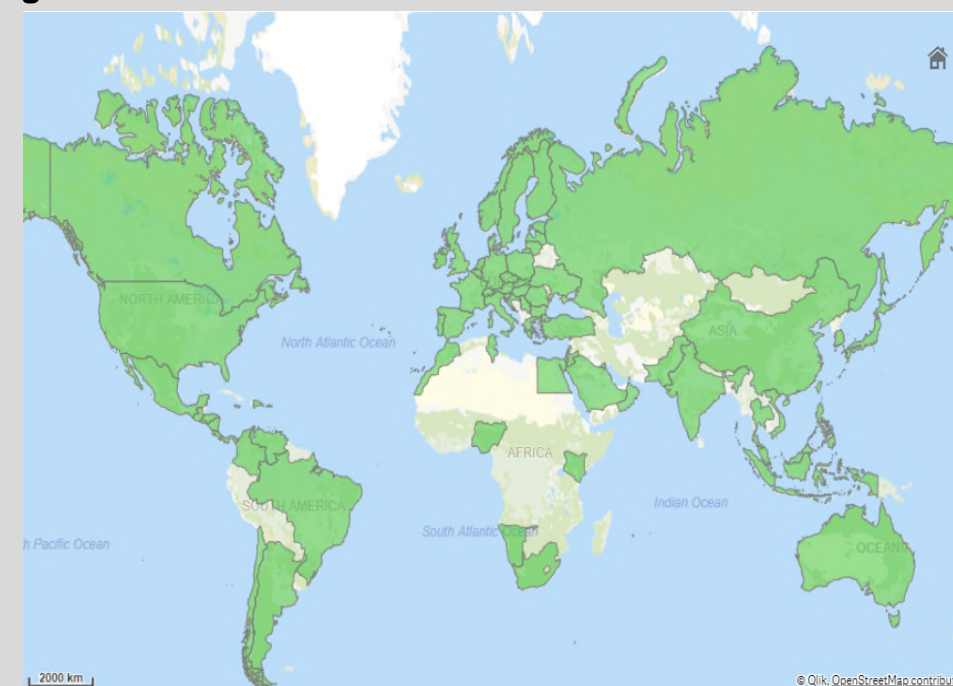 NORTH AMERICA
ASIA
North Atlantic Ocean
AFRICA
SOUTH AMERICA
Indian Ocean
South Atlantic Ocean
h Pacific Ocean
OCEANIA
2000 km
© Qlik, OpenStreetMap contribu